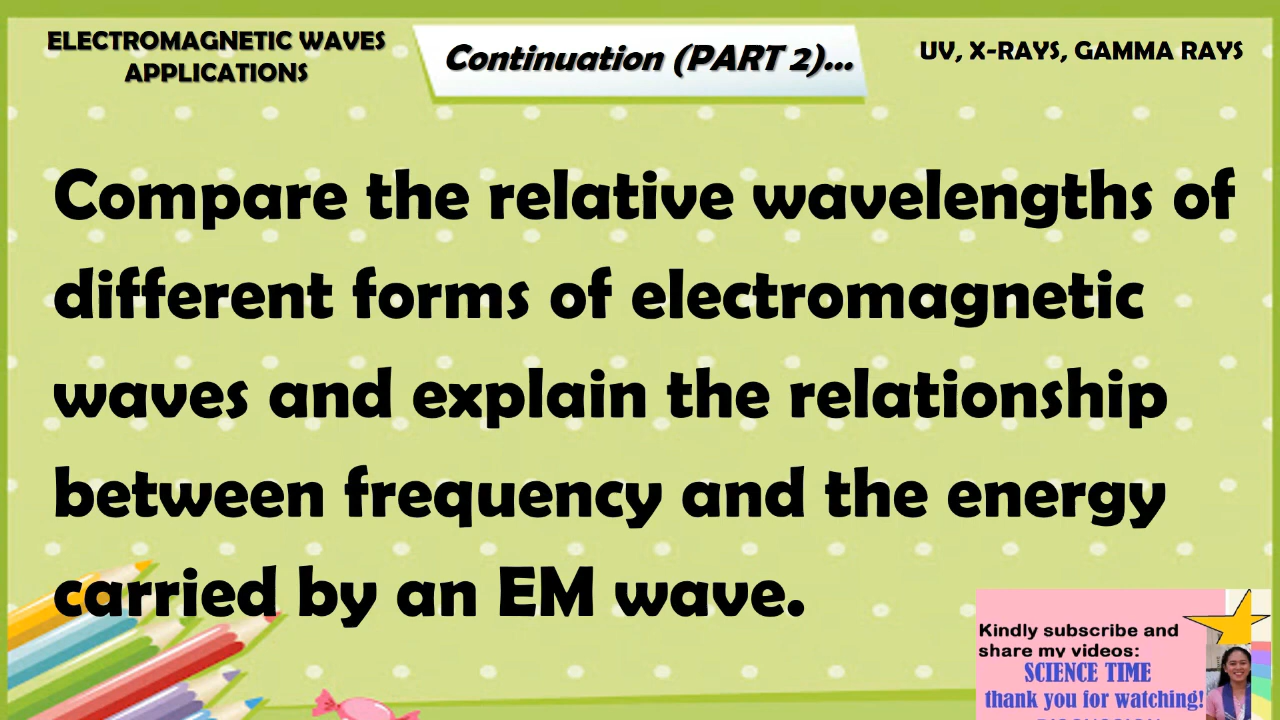 ELECTROMAGNETIC WAVES
APPLICATIONS
Continuation (PART 2)...
UV, X-RAYS, GAMMA RAYS
Compare the relative wavelengths of
different forms of electromagnetic
waves and explain the relationship
between frequency and the energy
carried by an EM wave.
Kindly subscribe and
share my videos:
SCIENCE TIME
thank you for watching!